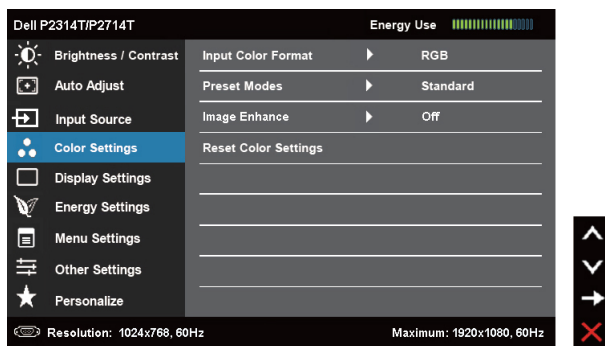 Dell P2314T/P2714T Energy Use
Brightness / Contrast
Auto Adjust
Input Source
Color Settings
Display Settings
Energy Settings
Menu Settings
Other Settings
Personalize
Input Color Format RGB
Preset Modes Standard
Image Enhance Off
Reset Color Settings
Resolution: 1024x768, 60Hz Maximum: 1920x1080, 60Hz